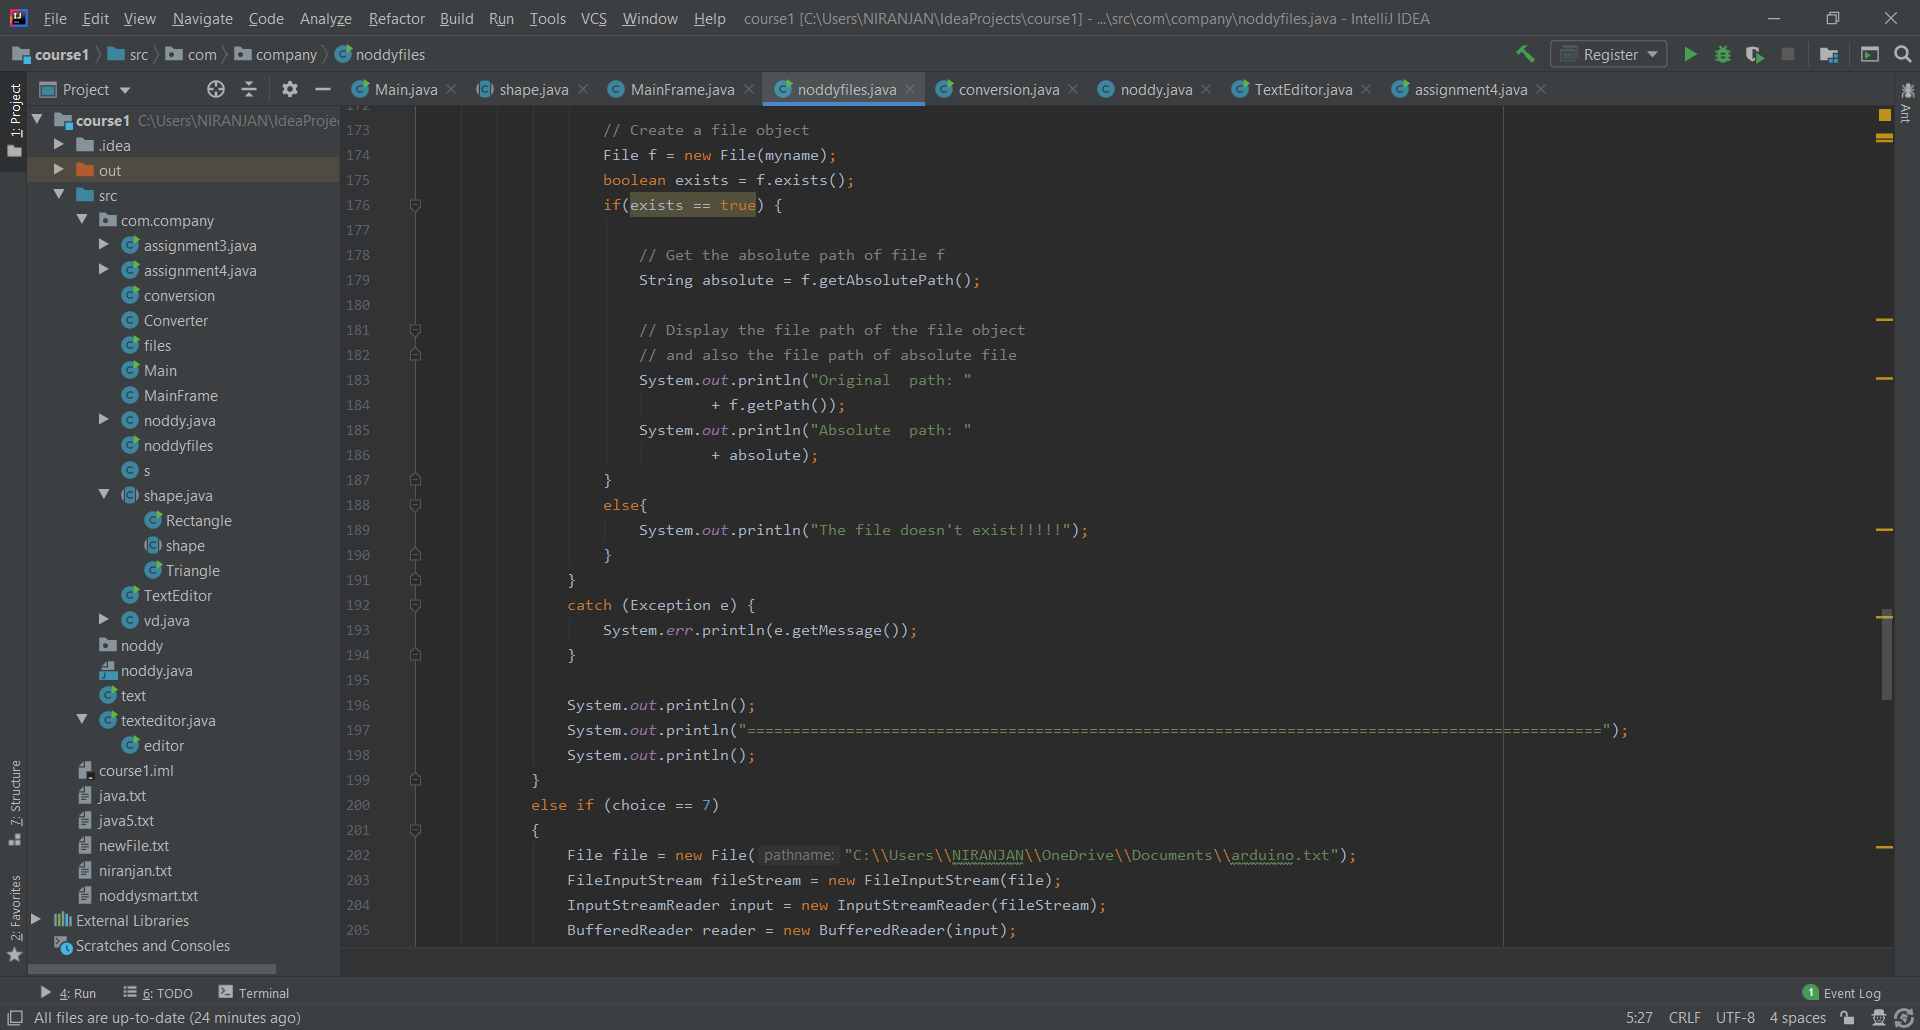 File Edit View Navigate Code Analyze Refactor Build Run Tools VCS Window Help course1 [C:\Users\NIRANJAN\IdeaProjects\course1] - ...\src\com\company\noddyfiles.java - IntelliJ IDEA
course1 src com company noddyfiles Register
Project Main.java shape.java MainFrame.java noddyfiles.java conversion.java noddy.java TextEditor.java assignment4.java
1: Project
7: Structure
2: Favorites
Ant
course1 C:\Users\NIRANJAN\IdeaProje
.idea
out
src
com.company
assignment3.java
assignment4.java
conversion
Converter
files
Main
MainFrame
noddy.java
noddyfiles
s
shape.java
Rectangle
shape
Triangle
TextEditor
vd.java
noddy
noddy.java
text
texteditor.java
editor
course1.iml
java.txt
java5.txt
newFile.txt
niranjan.txt
noddysmart.txt
External Libraries
Scratches and Consoles
172
173 // Create a file object
174 File f = new File(myname);
175 boolean exists = f.exists();
176 if(exists == true) {
177
178 // Get the absolute path of file f
179 String absolute = f.getAbsolutePath();
180
181 // Display the file path of the file object
182 // and also the file path of absolute file
183 System.out.println("Original  path: "
184 + f.getPath());
185 System.out.println("Absolute  path: "
186 + absolute);
187 }
188 else{
189 System.out.println("The file doesn't exist!!!!!");
190 }
191 }
192 catch (Exception e) {
193 System.err.println(e.getMessage());
194 }
195
196 System.out.println();
197 System.out.println("===============================================================================================");
198 System.out.println();
199 }
200 else if (choice == 7)
201 {
202 File file = new File( pathname: "C:\\Users\\NIRANJAN\\OneDrive\\Documents\\arduino.txt");
203 FileInputStream fileStream = new FileInputStream(file);
204 InputStreamReader input = new InputStreamReader(fileStream);
205 BufferedReader reader = new BufferedReader(input);
4: Run 6: TODO Terminal 1 Event Log
All files are up-to-date (24 minutes ago) 5:27 CRLF UTF-8 4 spaces